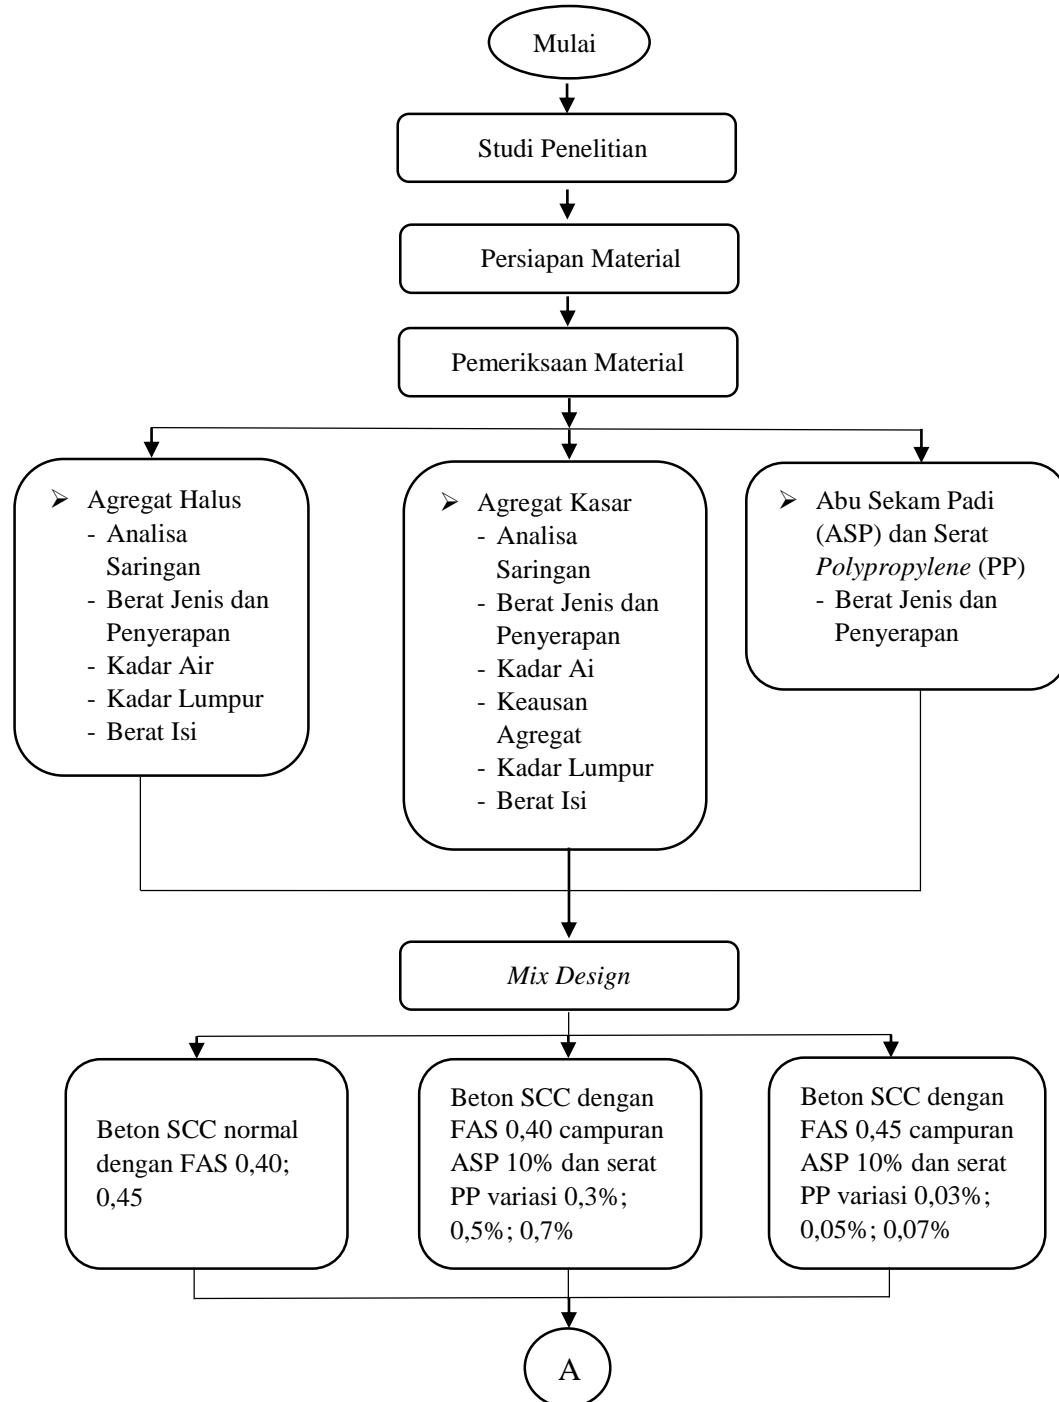 Mulai
Studi Penelitian
Persiapan Material
Pemeriksaan Material
➢ Agregat Halus
- Analisa
Saringan
- Berat Jenis dan
Penyerapan
- Kadar Air
- Kadar Lumpur
- Berat Isi
➢ Agregat Kasar
- Analisa
Saringan
- Berat Jenis dan
Penyerapan
- Kadar Ai
- Keausan
Agregat
- Kadar Lumpur
- Berat Isi
➢ Abu Sekam Padi
(ASP) dan Serat
Polypropylene (PP)
- Berat Jenis dan
Penyerapan
Mix Design
Beton SCC normal
dengan FAS 0,40;
0,45
Beton SCC dengan
FAS 0,40 campuran
ASP 10% dan serat
PP variasi 0,3%;
0,5%; 0,7%
Beton SCC dengan
FAS 0,45 campuran
ASP 10% dan serat
PP variasi 0,03%;
0,05%; 0,07%
A